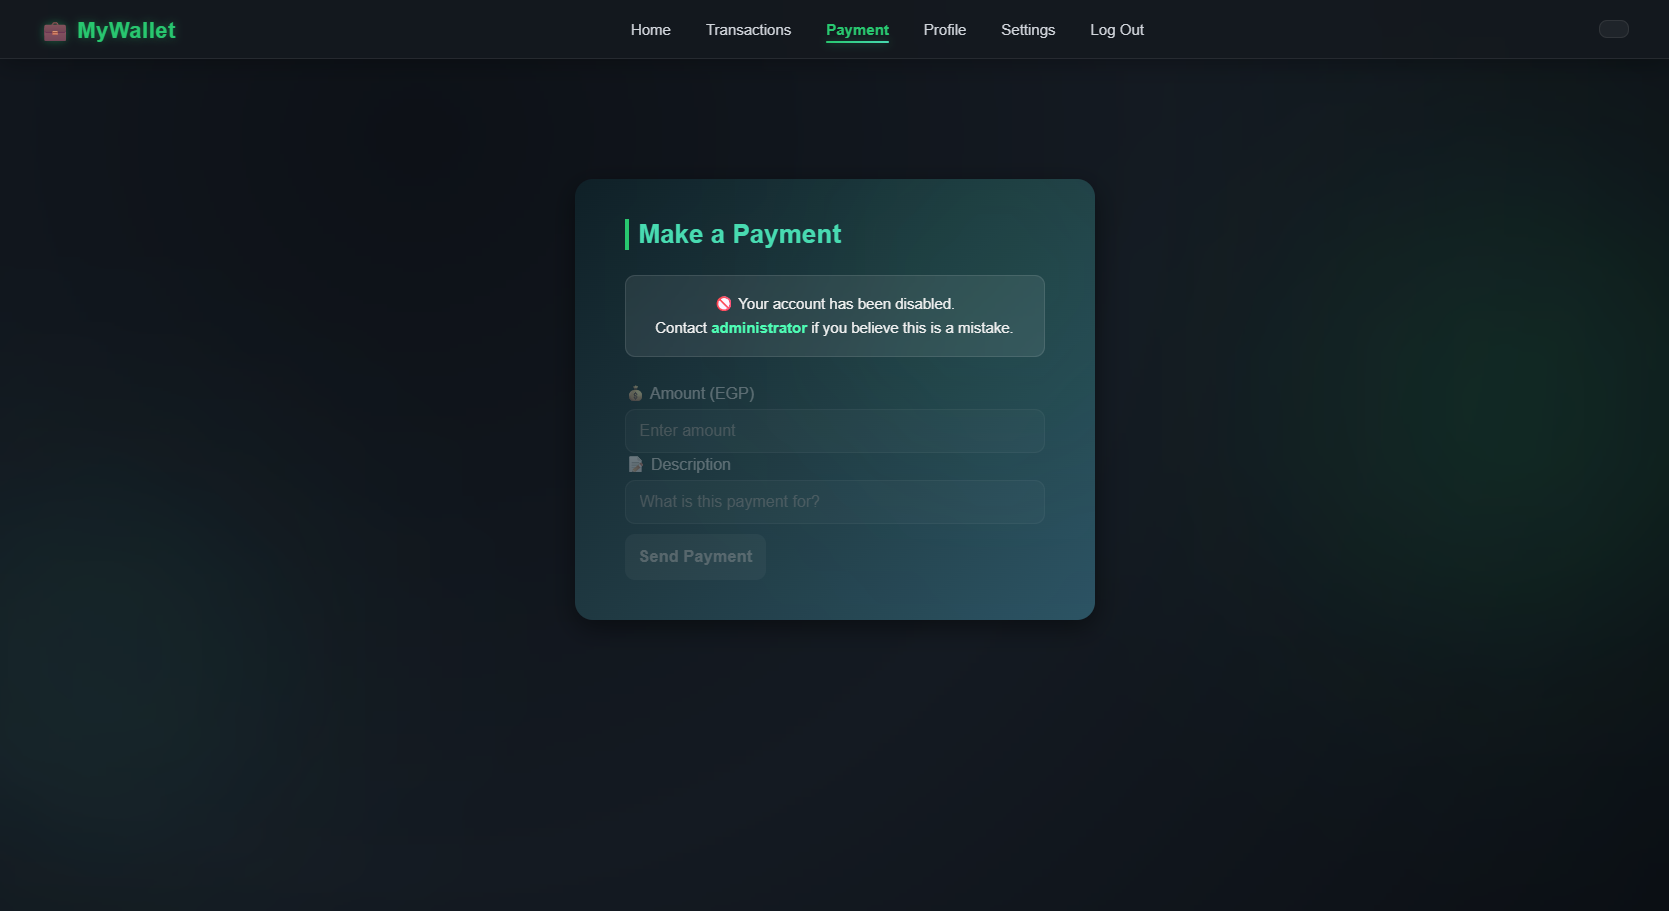 MyWallet
Home Transactions Payment Profile Settings Log Out
Make a Payment
Your account has been disabled.
Contact administrator if you believe this is a mistake.
Amount (EGP)
Enter amount
Description
What is this payment for?
Send Payment